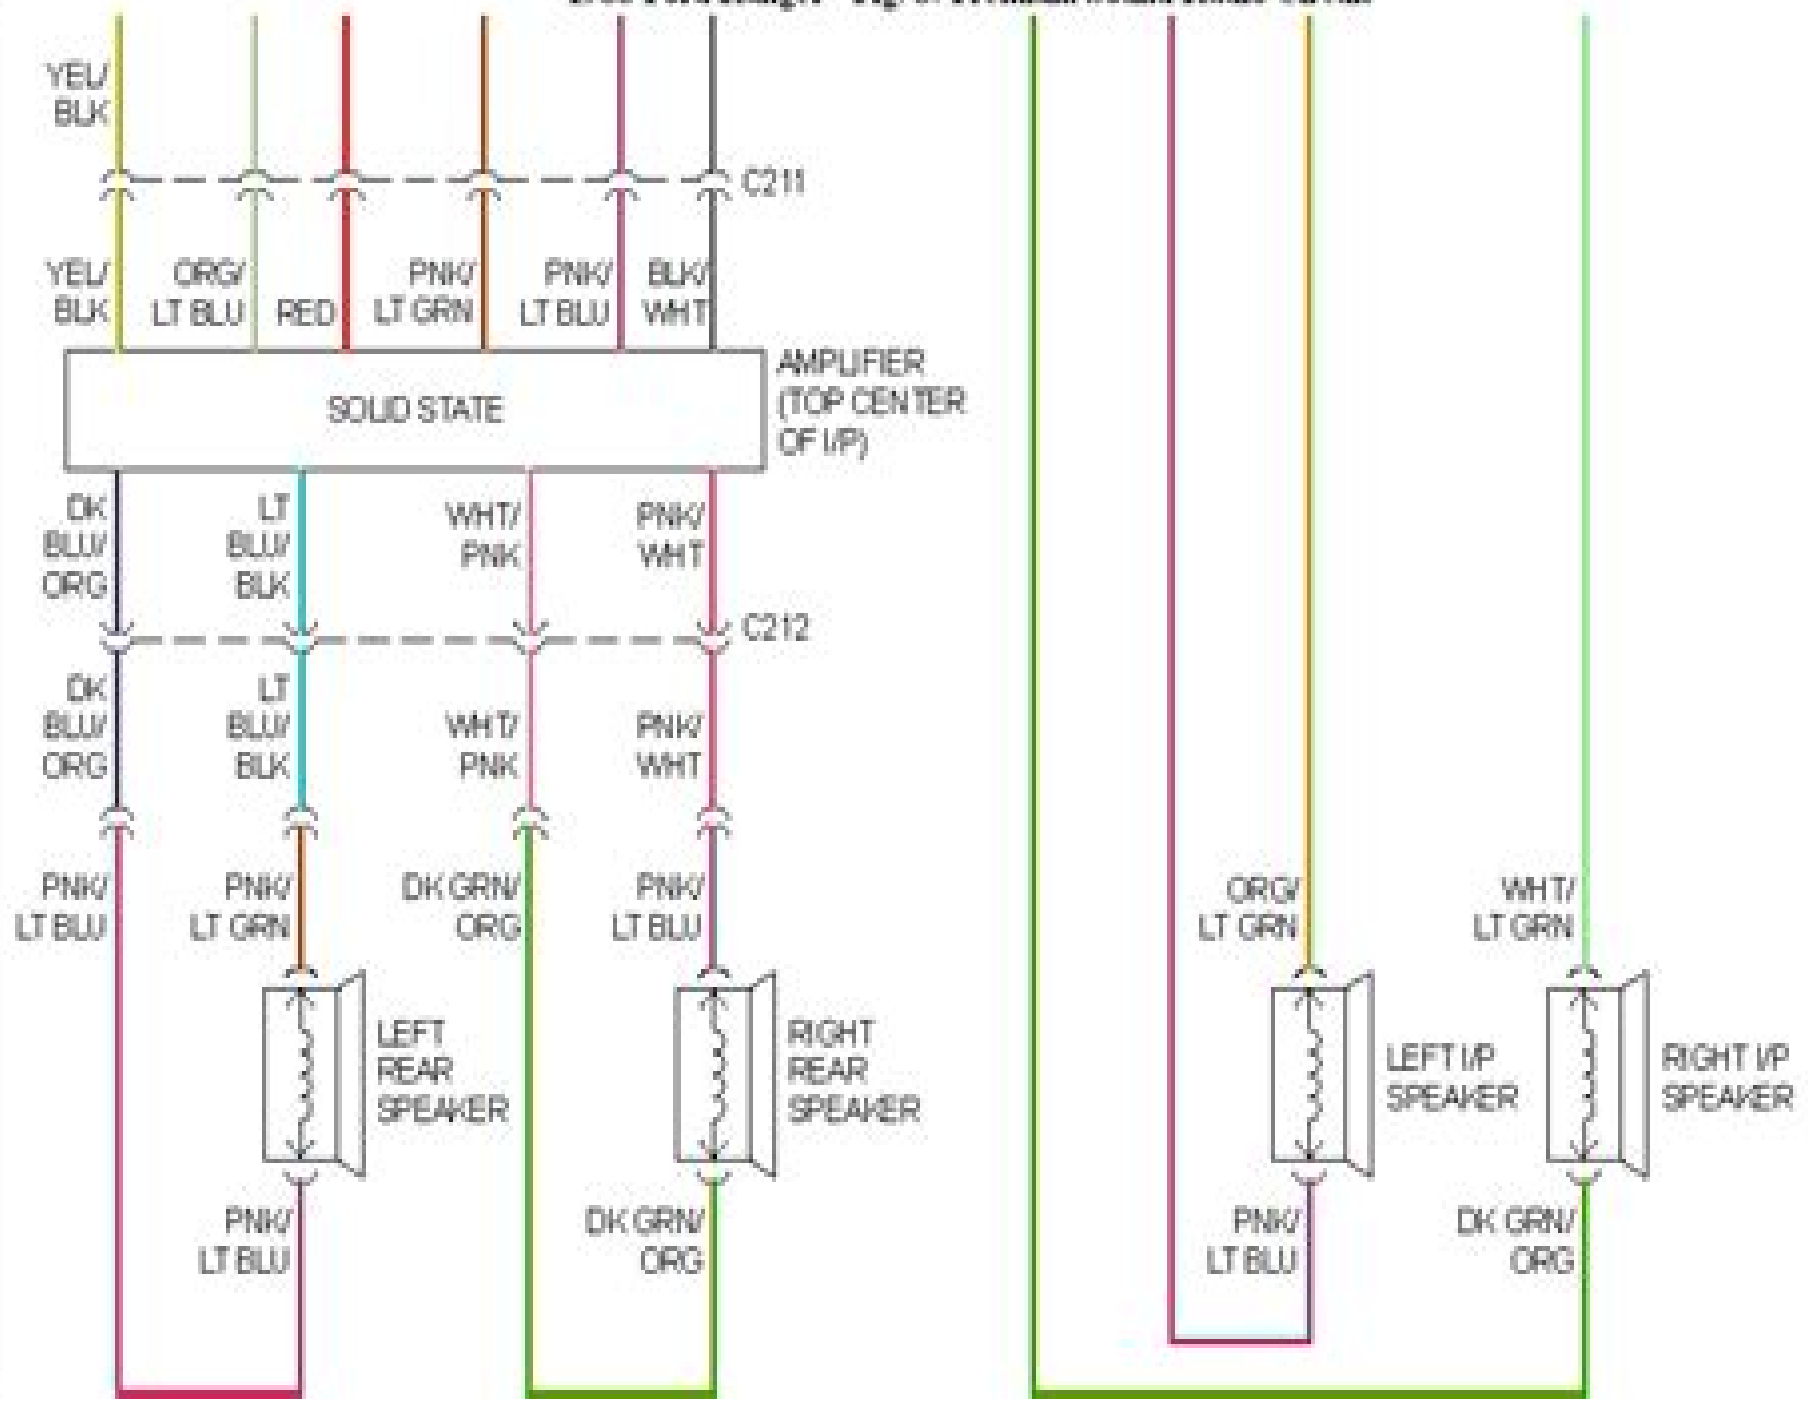 YEL/
BLK
C211
YEL/
BLK
ORG/
LT BLU
RED
PNK/
LT GRN
PNK/
LT BLU
BLK/
WHT
AMPLIFIER
(TOP CENTER
OF I/P)
SOLID STATE
DK
BLU/
ORG
LT
BLU/
BLK
WHT/
PNK
PNK/
WHT
C212
DK
BLU/
ORG
LT
BLU/
BLK
WHT/
PNK
PNK/
WHT
PNK/
LT BLU
PNK/
LT GRN
DK GRN/
ORG
PNK/
LT BLU
ORG/
LT GRN
WHT/
LT GRN
LEFT
REAR
SPEAKER
RIGHT
REAR
SPEAKER
LEFT I/P
SPEAKER
RIGHT I/P
SPEAKER
PNK/
LT BLU
DK GRN/
ORG
PNK/
LT BLU
DK GRN/
ORG